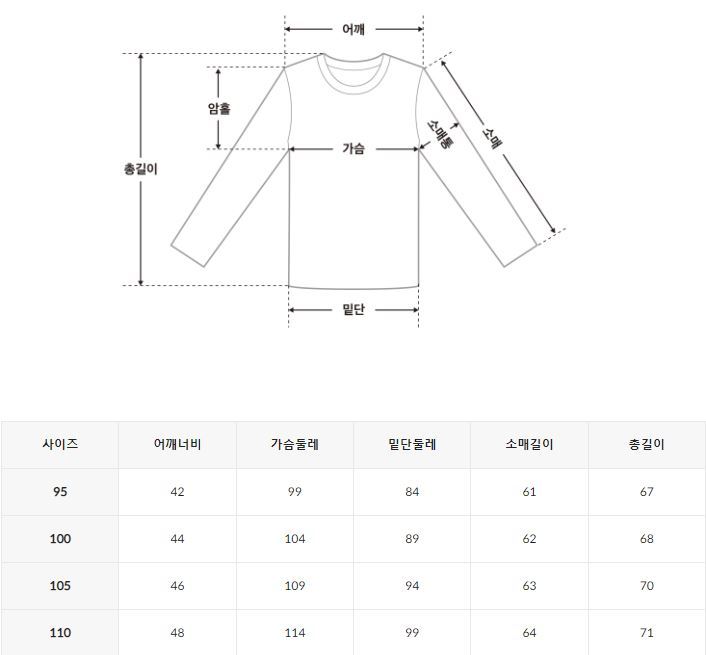 어깨
암홀
소매통
소매
가슴
총길이
밑단
사이즈 어깨너비 가슴둘레 밑단둘레 소매길이 총길이
95 42 99 84 61 67
100 44 104 89 62 68
105 46 109 94 63 70
110 48 114 99 64 71